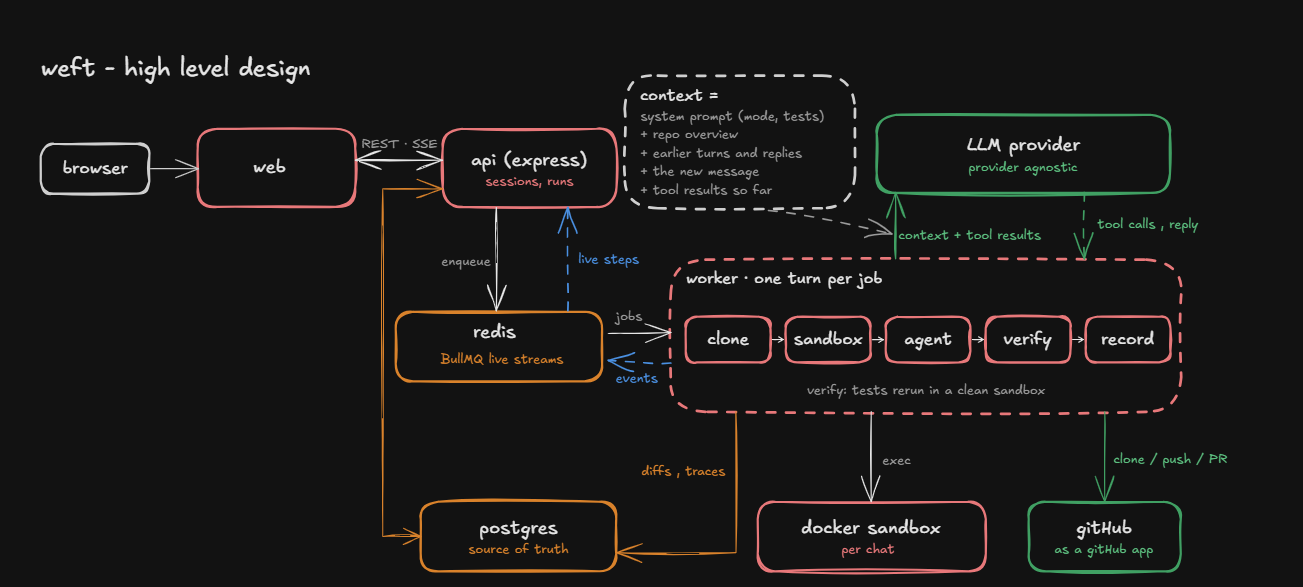 weft - high level design
browser
web
REST · SSE
api (express)
sessions, runs
context =
system prompt (mode, tests)
+ repo overview
+ earlier turns and replies
+ the new message
+ tool results so far
LLM provider
provider agnostic
context + tool results
tool calls , reply
enqueue
live steps
redis
BullMQ live streams
jobs
events
worker · one turn per job
clone
sandbox
agent
verify
record
verify: tests rerun in a clean sandbox
diffs , traces
exec
clone / push / PR
postgres
source of truth
docker sandbox
per chat
gitHub
as a gitHub app